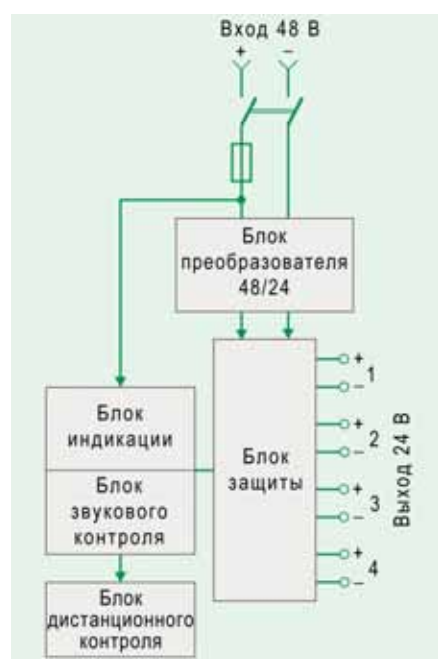 Вход 48 В
+ –
Блок
преобразователя
48/24
+
1
–
+
2
–
+
3
–
+
4
–
Выход 24 В
Блок
индикации
Блок
звукового
контроля
Блок
защиты
Блок
дистанционного
контроля